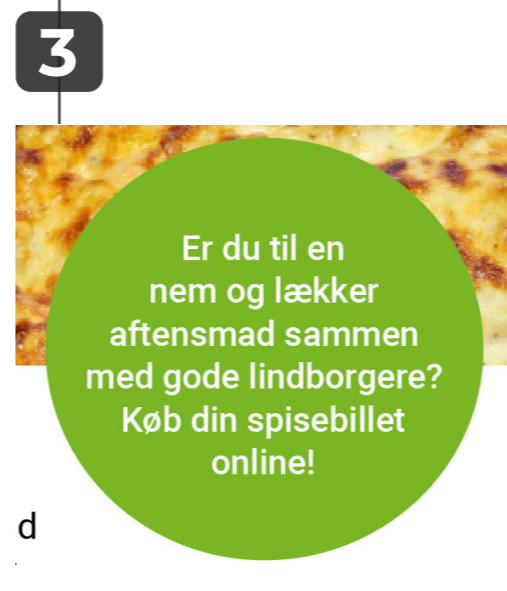 3
Er du til en
nem og lækker
aftensmad sammen
med gode lindborgere?
Køb din spisebillet
online!
d